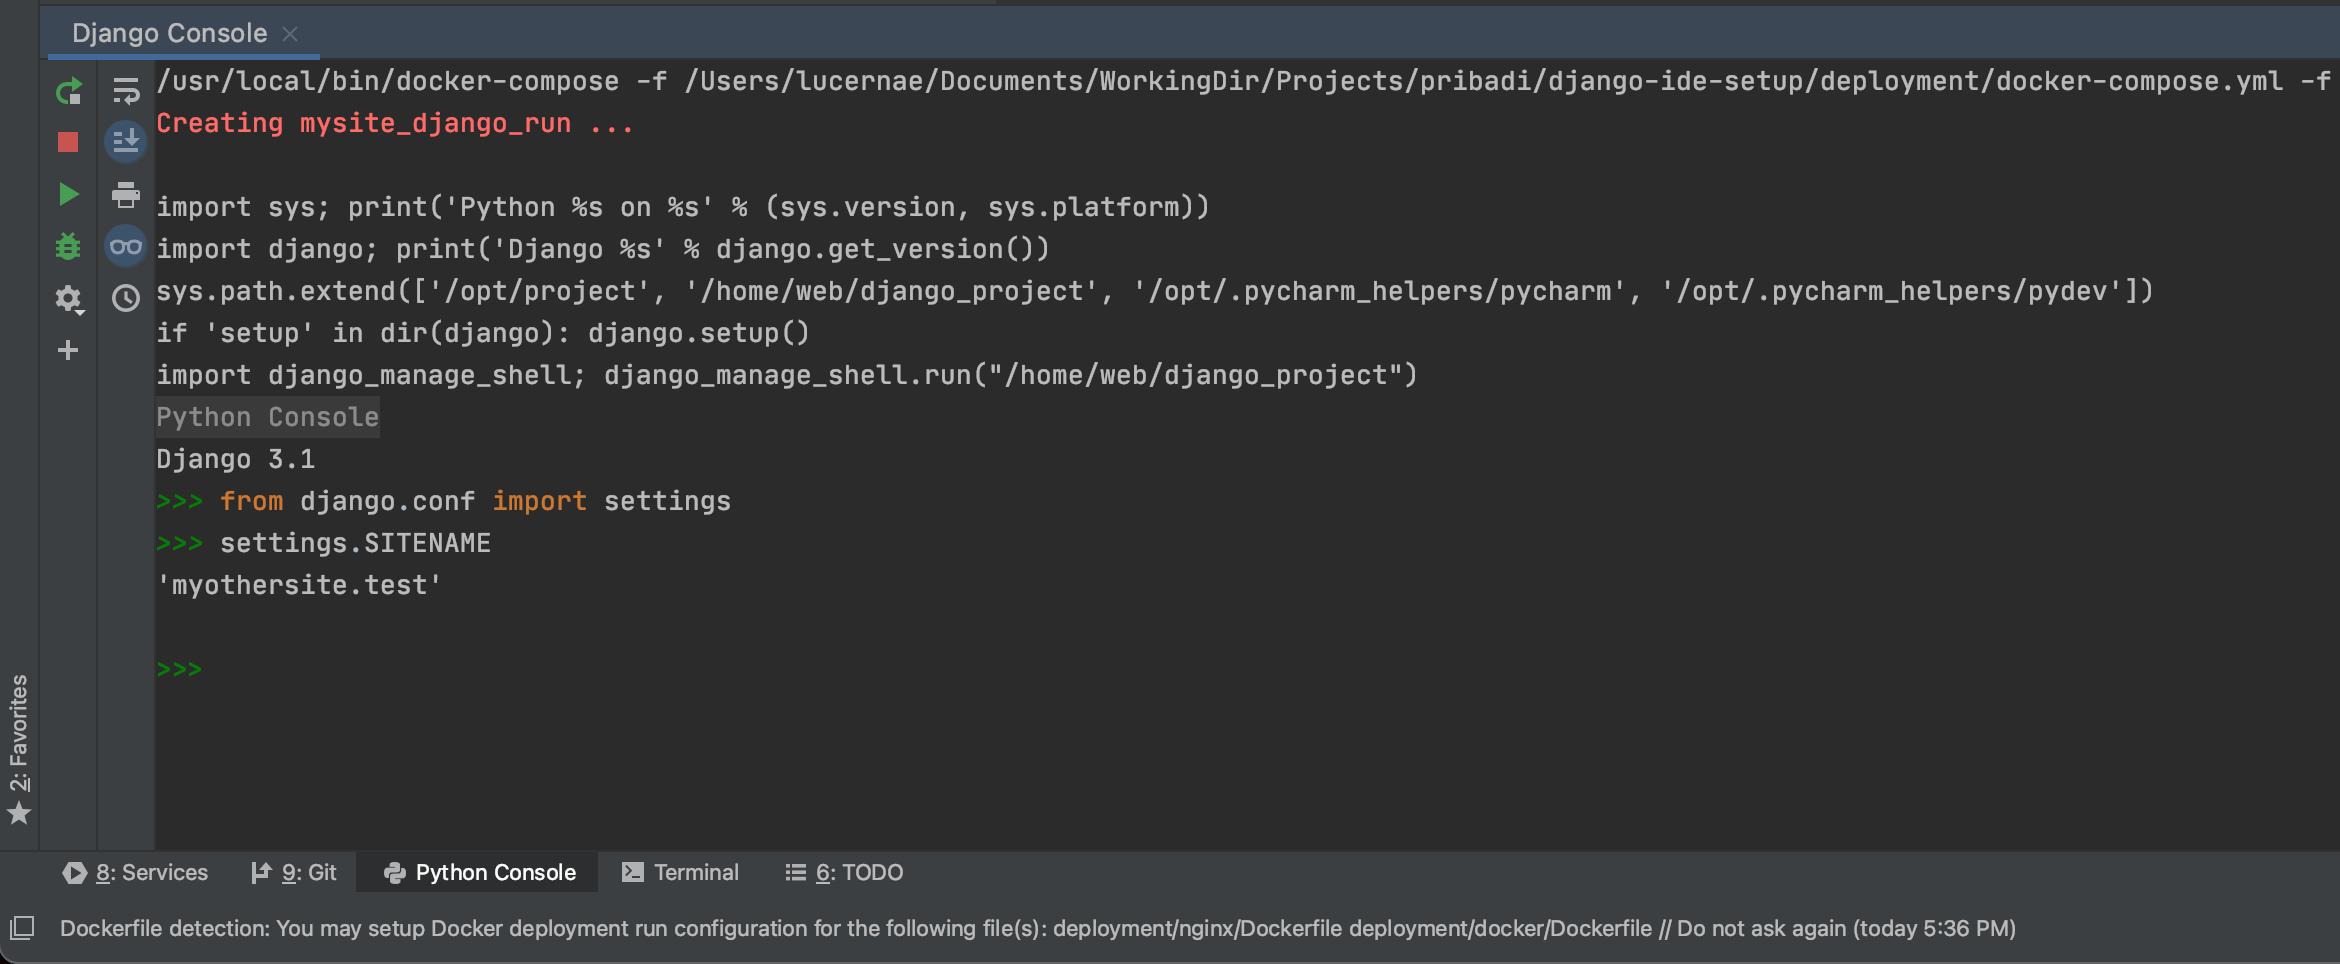 Django Console
/usr/local/bin/docker-compose -f /Users/lucernae/Documents/WorkingDir/Projects/pribadi/django-ide-setup/deployment/docker-compose.yml -f
Creating mysite_django_run ...
import sys; print('Python %s on %s' % (sys.version, sys.platform))
import django; print('Django %s' % django.get_version())
sys.path.extend(['/opt/project', '/home/web/django_project', '/opt/.pycharm_helpers/pycharm', '/opt/.pycharm_helpers/pydev'])
if 'setup' in dir(django): django.setup()
import django_manage_shell; django_manage_shell.run("/home/web/django_project")
Python Console
Django 3.1
>>> from django.conf import settings
>>> settings.SITENAME
'myothersite.test'
>>>
2: Favorites
8: Services 9: Git Python Console Terminal 6: TODO
Dockerfile detection: You may setup Docker deployment run configuration for the following file(s): deployment/nginx/Dockerfile deployment/docker/Dockerfile // Do not ask again (today 5:36 PM)